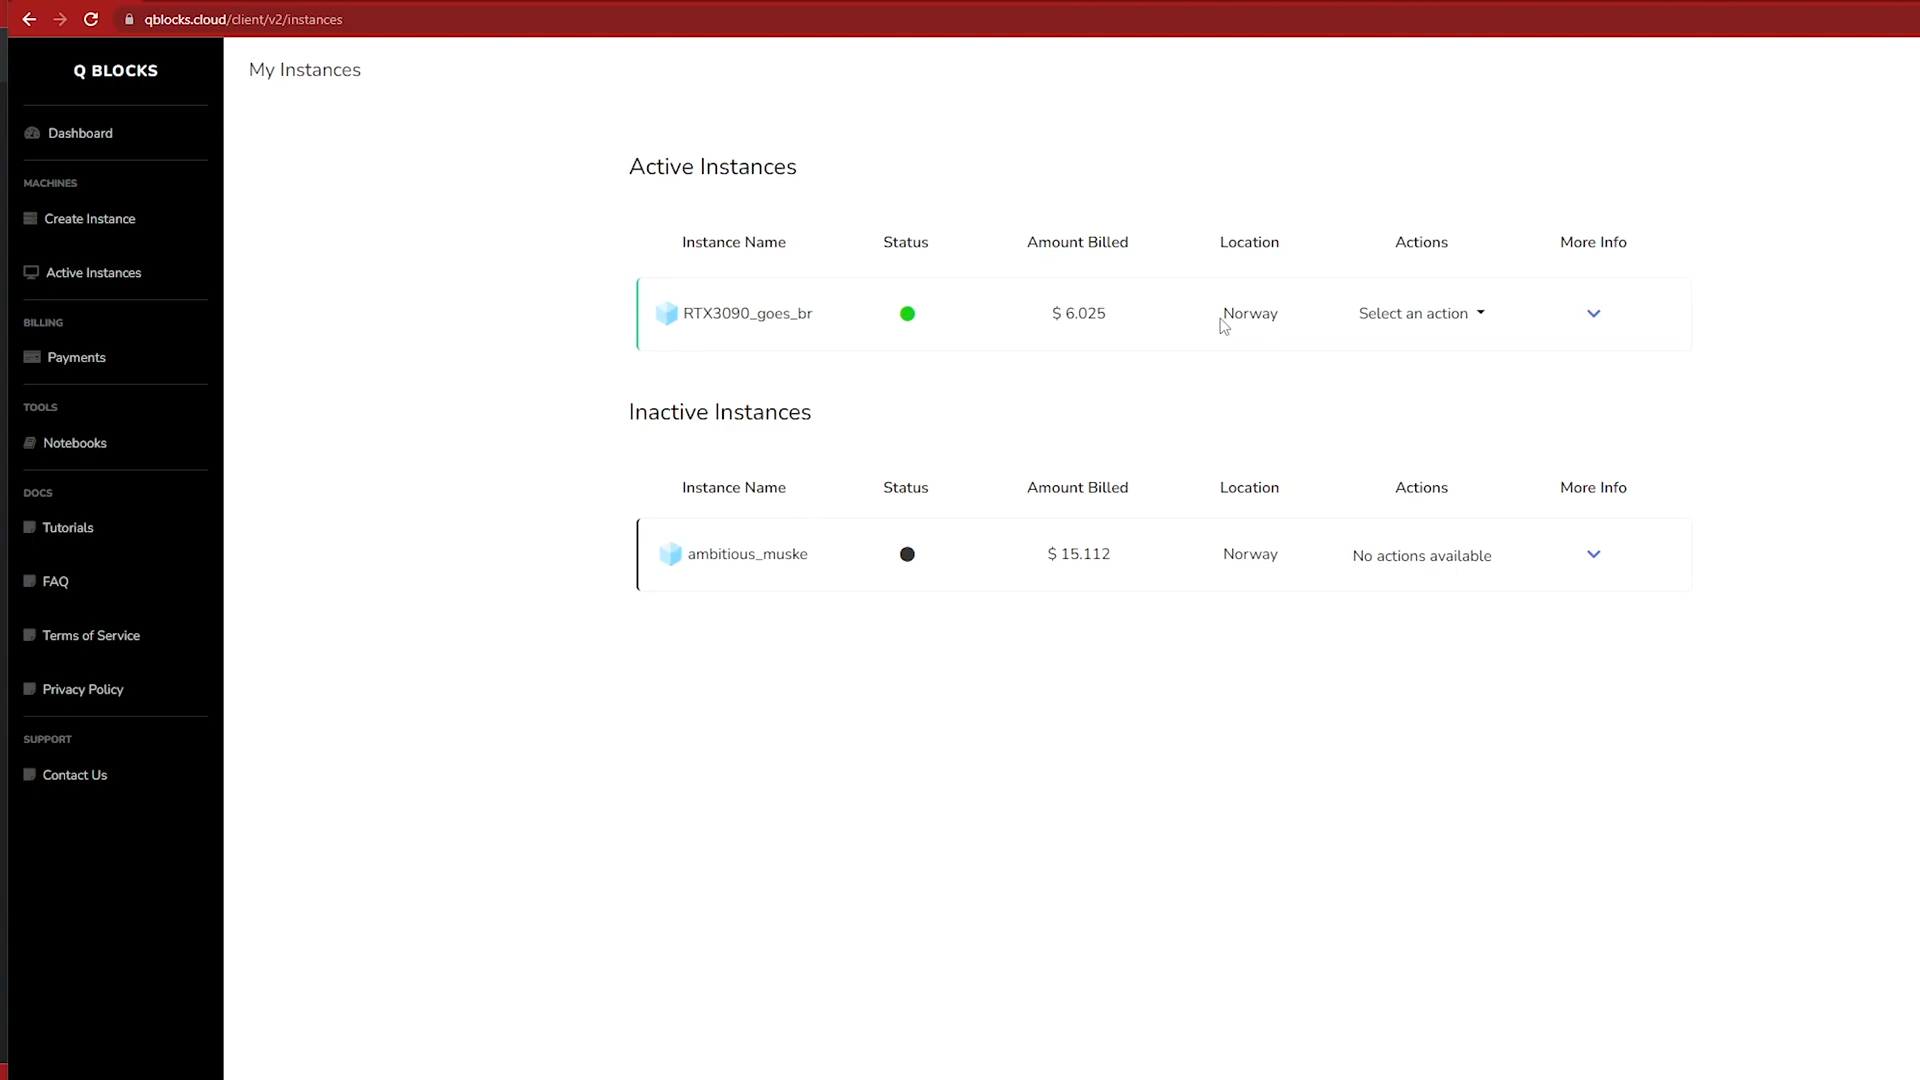 qblocks.cloud/client/v2/instances
Q BLOCKS
My Instances
Dashboard
MACHINES
Create Instance
Active Instances
BILLING
Payments
TOOLS
Notebooks
DOCS
Tutorials
FAQ
Terms of Service
Privacy Policy
SUPPORT
Contact Us
Active Instances
Instance Name Status Amount Billed Location Actions More Info
RTX3090_goes_br $ 6.025 Norway Select an action
Inactive Instances
Instance Name Status Amount Billed Location Actions More Info
ambitious_muske $ 15.112 Norway No actions available